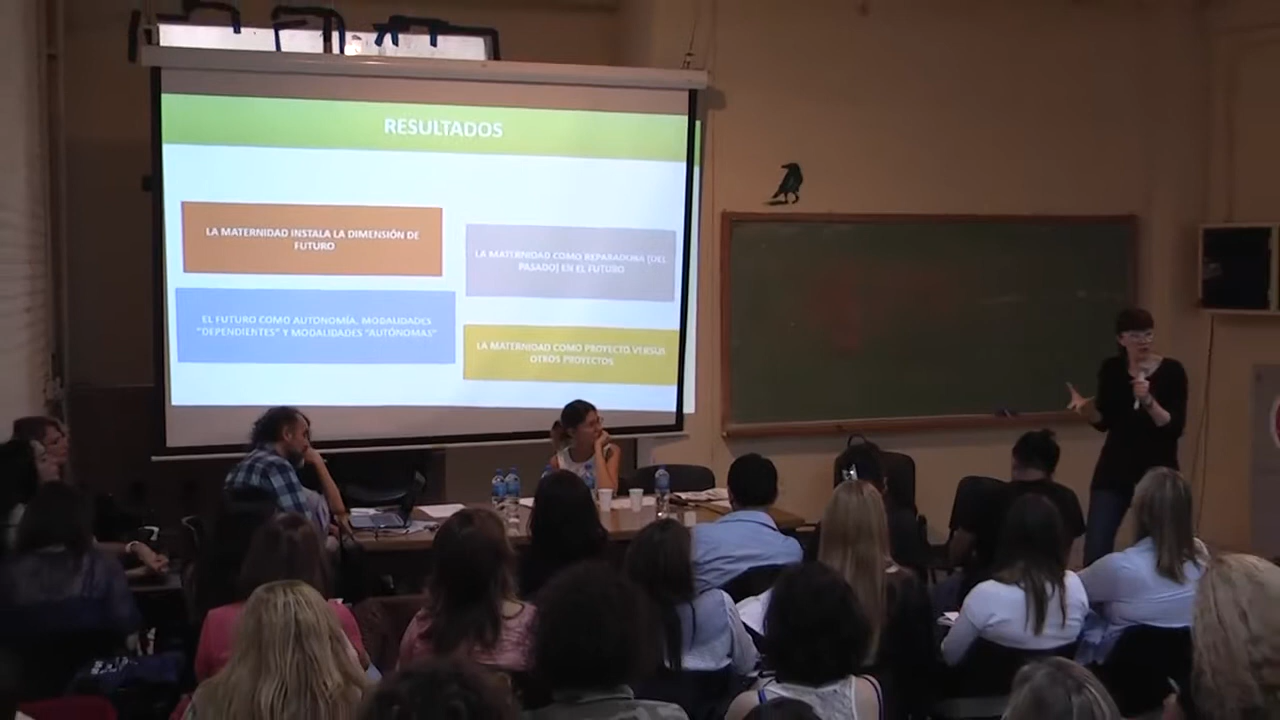 RESULTADOS
LA MATERNIDAD INSTALA LA DIMENSIÓN DE
FUTURO
LA MATERNIDAD COMO REPARADORA (DEL
PASADO) EN EL FUTURO
EL FUTURO COMO AUTONOMÍA, MODALIDADES
"DEPENDIENTES" Y MODALIDADES "AUTÓNOMAS"
LA MATERNIDAD COMO PROYECTO VERSUS
OTROS PROYECTOS